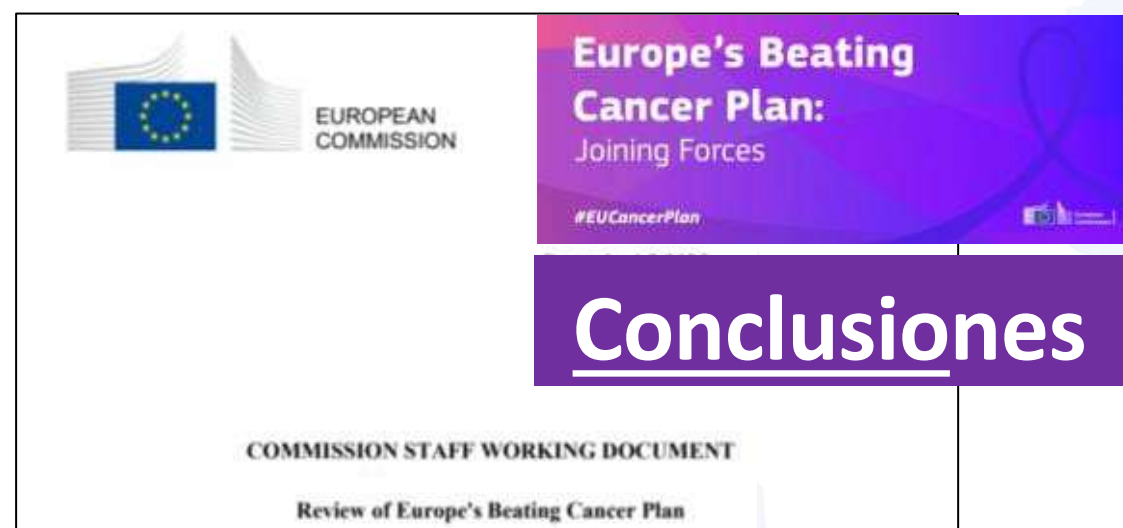 EUROPEAN
COMMISSION
Europe's Beating
Cancer Plan:
Joining Forces
#EUCancerPlan
Conclusiones
COMMISSION STAFF WORKING DOCUMENT
Review of Europe's Beating Cancer Plan